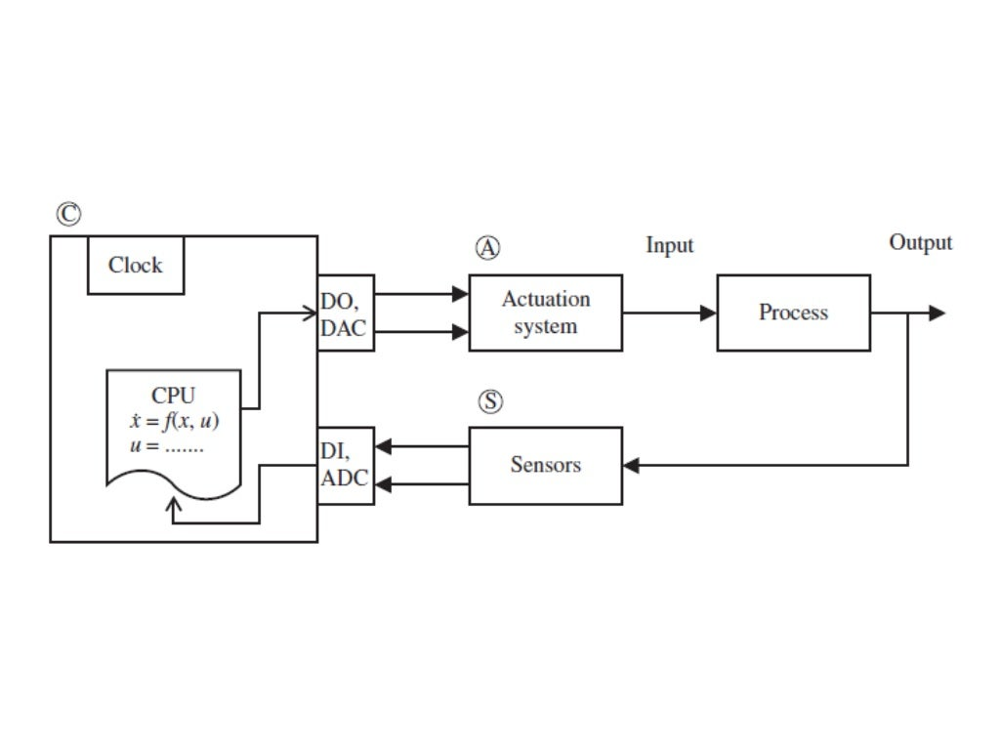 Ⓒ
Clock
CPU
ẋ = f(x, u)
u = .......
DO,
DAC
DI,
ADC
Ⓐ
Actuation
system
Ⓢ
Sensors
Input
Process
Output